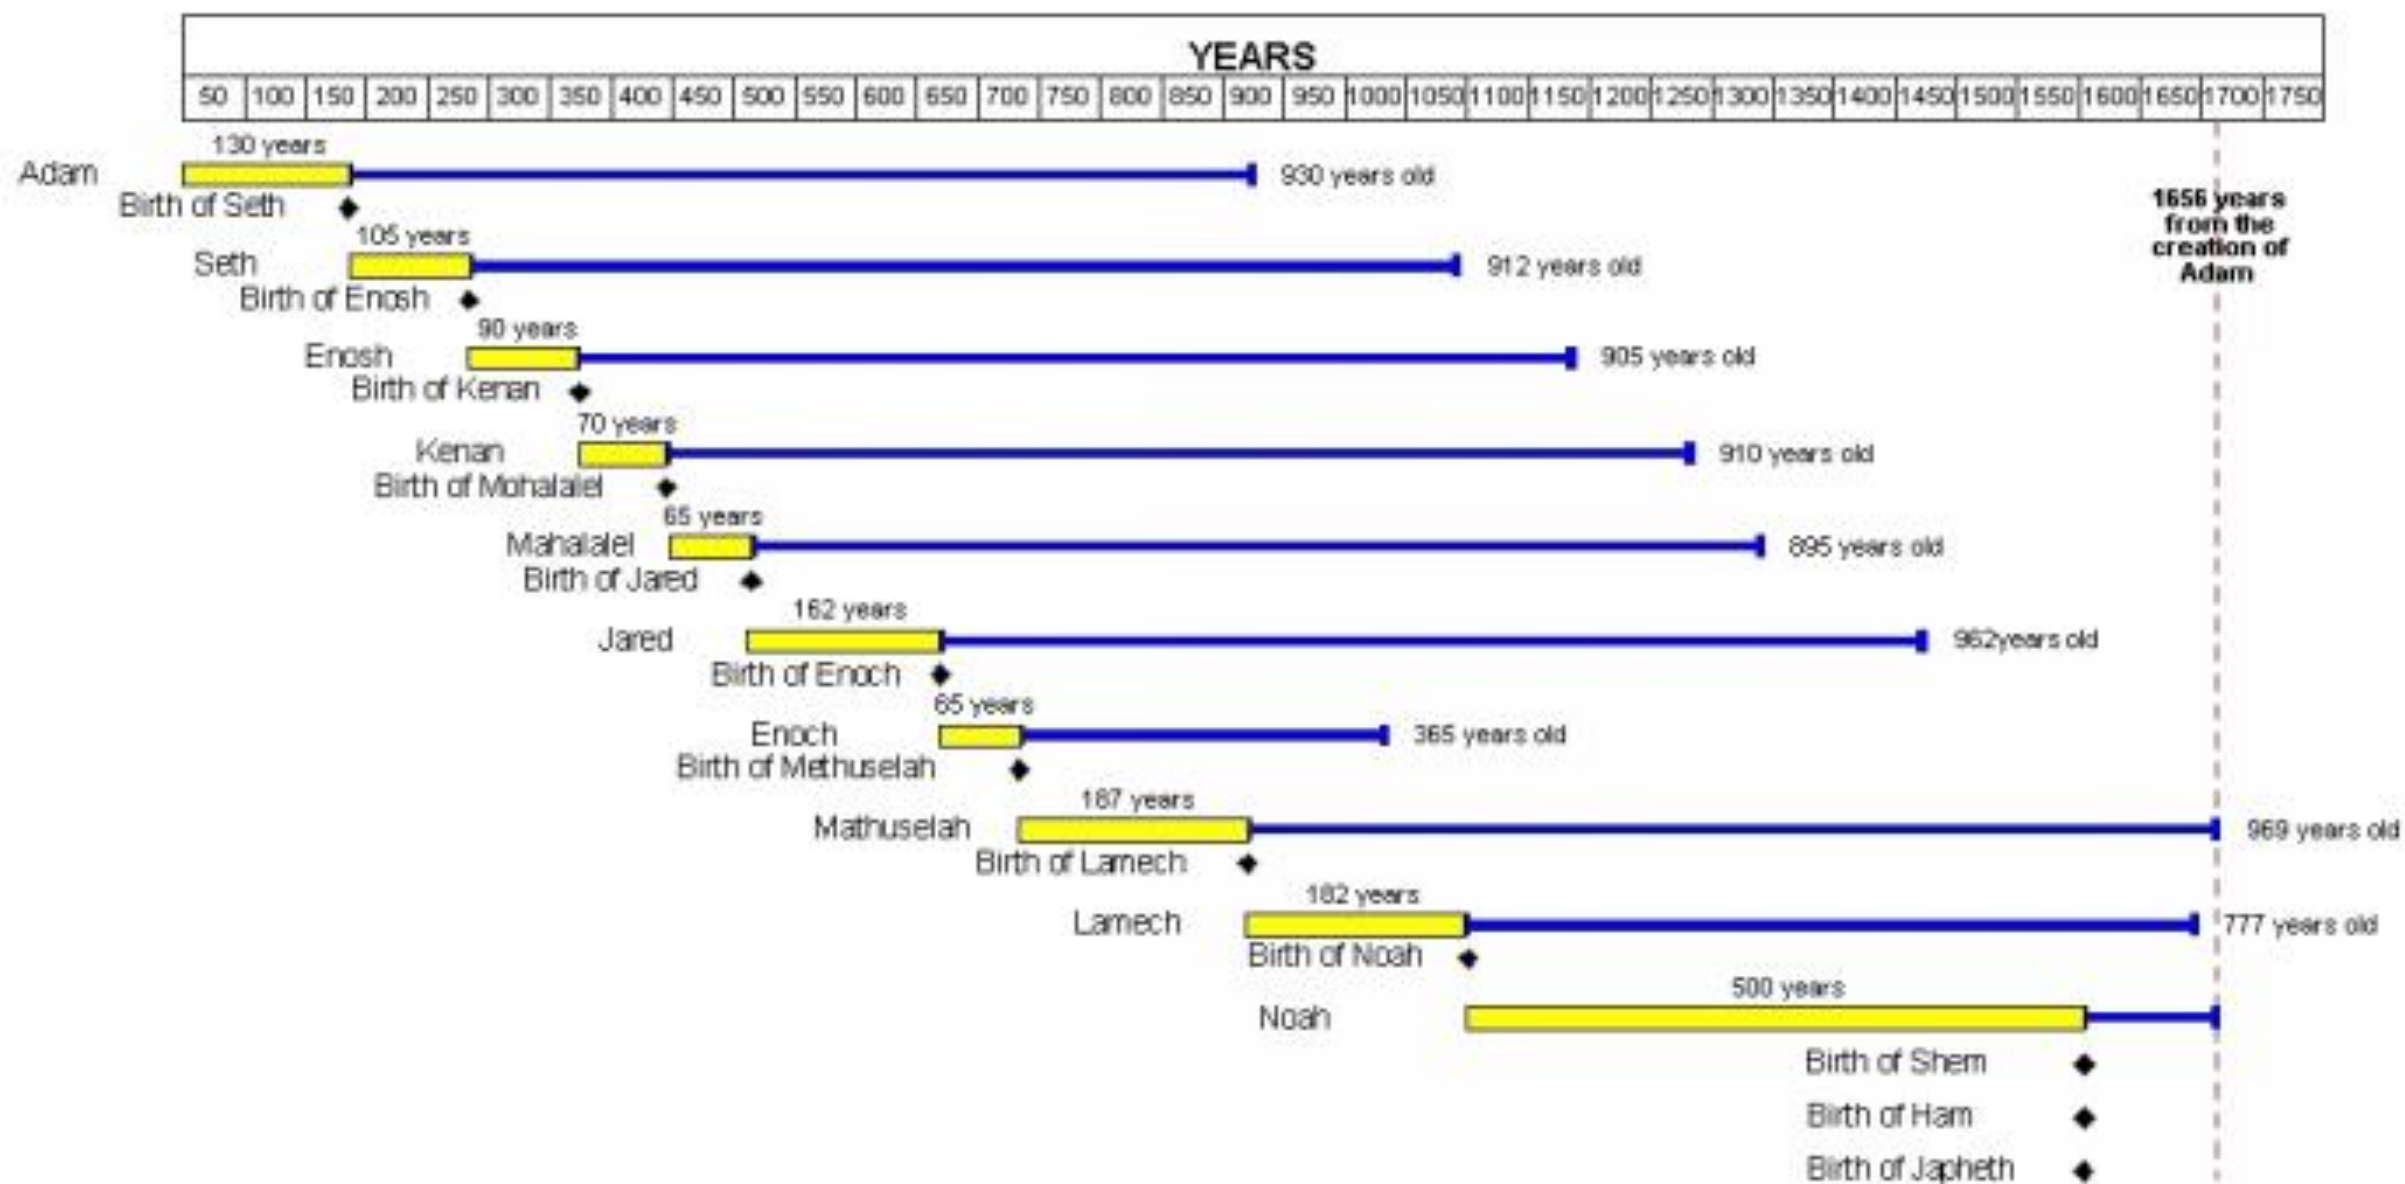 YEARS
50 100 150 200 250 300 350 400 450 500 550 600 650 700 750 800 850 900 950 1000 1050 1100 1150 1200 1250 1300 1350 1400 1450 1500 1550 1600 1650 1700 1750
130 years
Adam 930 years old
1656 years
from the
creation of
Adam
Birth of Seth
105 years
Seth 912 years old
Birth of Enosh
90 years
Enosh 905 years old
Birth of Kenan
70 years
Kenan 910 years old
Birth of Mohalalel
65 years
Mahalalel 895 years old
Birth of Jared
162 years
Jared 962years old
Birth of Enoch
65 years
Enoch 365 years old
Birth of Methuselah
187 years
Mathuselah 969 years old
Birth of Lamech
182 years
Lamech 777 years old
Birth of Noah
500 years
Noah
Birth of Shem
Birth of Ham
Birth of Japheth